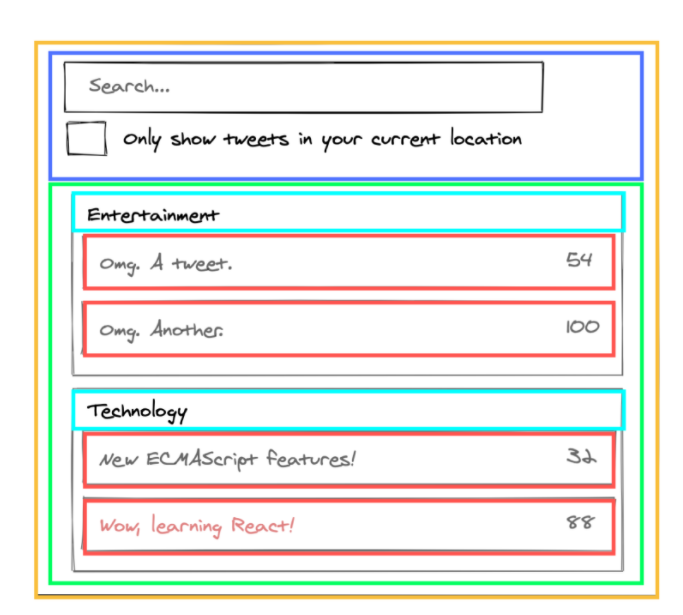 Search...
Only show tweets in your current location
Entertainment
Omg. A tweet. 54
Omg. Another. 100
Technology
New ECMAScript features! 32
Wow, learning React! 88